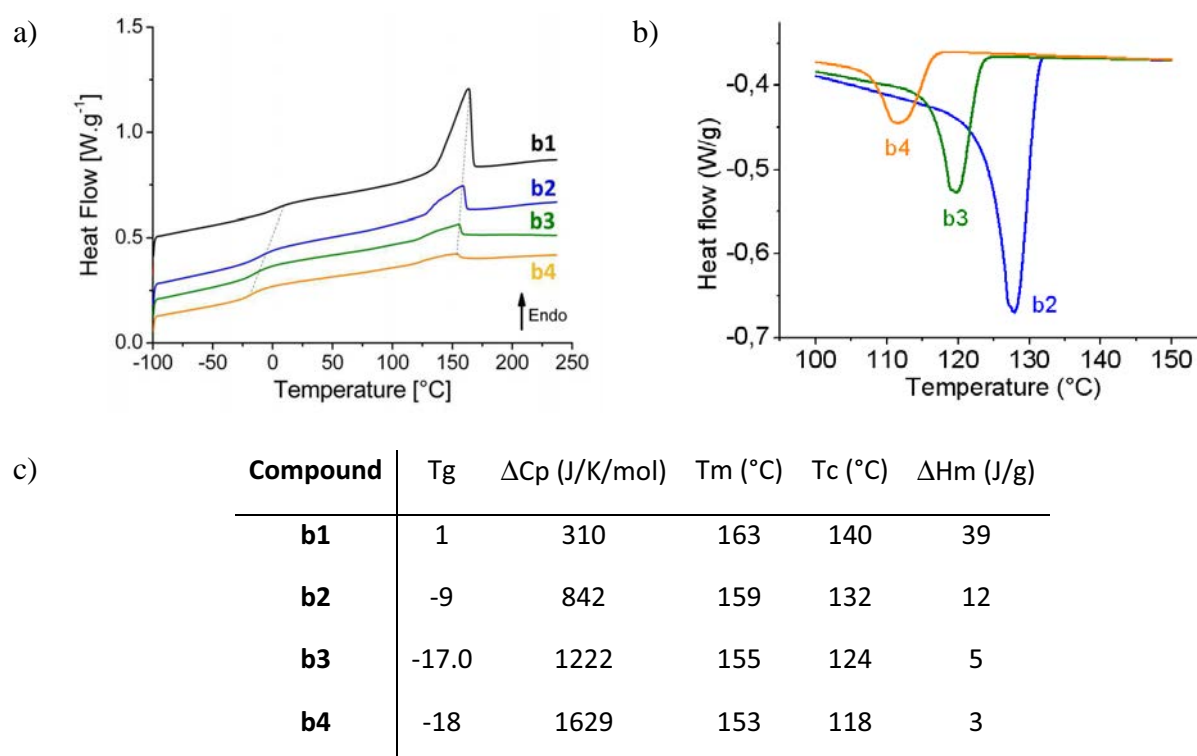 a)
1.5
1.0
0.5
0.0
Heat Flow [W.g⁻¹]
b1
b2
b3
b4
Endo
-100 -50 0 50 100 150 200 250
Temperature [°C]
b)
-0,4
-0,5
-0,6
-0,7
Heat flow (W/g)
b4
b3
b2
100 110 120 130 140 150
Temperature (°C)
c)
Compound Tg ΔCp (J/K/mol) Tm (°C) Tc (°C) ΔHm (J/g)
b1 1 310 163 140 39
b2 -9 842 159 132 12
b3 -17.0 1222 155 124 5
b4 -18 1629 153 118 3